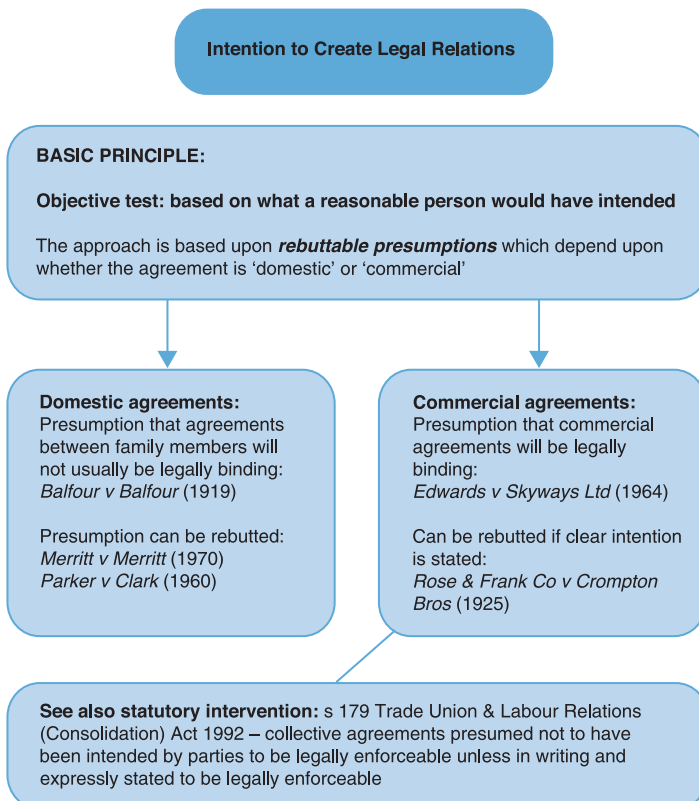 Intention to Create Legal Relations
BASIC PRINCIPLE:
Objective test: based on what a reasonable person would have intended
The approach is based upon rebuttable presumptions which depend upon
whether the agreement is ‘domestic’ or ‘commercial’
Domestic agreements:
Presumption that agreements
between family members will
not usually be legally binding:
Balfour v Balfour (1919)
Presumption can be rebutted:
Merritt v Merritt (1970)
Parker v Clark (1960)
Commercial agreements:
Presumption that commercial
agreements will be legally
binding:
Edwards v Skyways Ltd (1964)
Can be rebutted if clear intention
is stated:
Rose & Frank Co v Crompton
Bros (1925)
See also statutory intervention: s 179 Trade Union & Labour Relations
(Consolidation) Act 1992 – collective agreements presumed not to have
been intended by parties to be legally enforceable unless in writing and
expressly stated to be legally enforceable